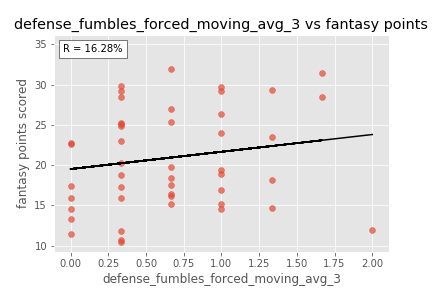 defense_fumbles_forced_moving_avg_3 vs fantasy points
R = 16.28%
fantasy points scored
35
30
25
20
15
10
0.00 0.25 0.50 0.75 1.00 1.25 1.50 1.75 2.00
defense_fumbles_forced_moving_avg_3